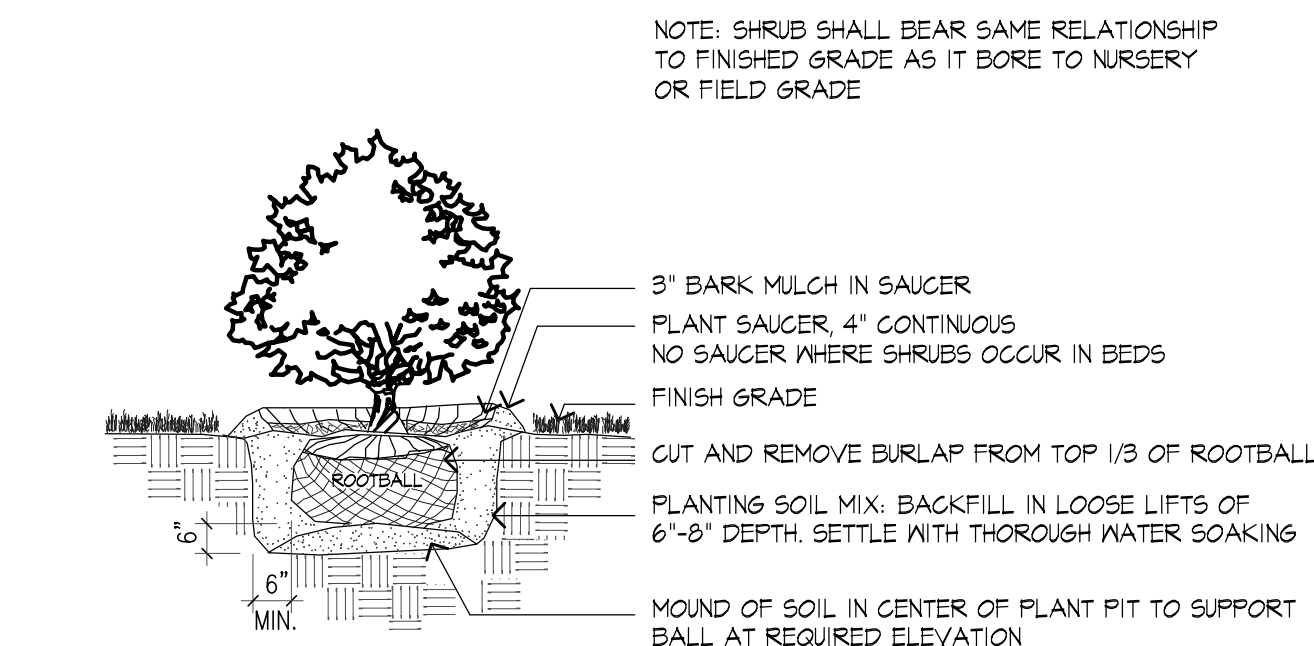 NOTE: SHRUB SHALL BEAR SAME RELATIONSHIP
TO FINISHED GRADE AS IT BORE TO NURSERY
OR FIELD GRADE
3" BARK MULCH IN SAUCER
PLANT SAUCER, 4" CONTINUOUS
NO SAUCER WHERE SHRUBS OCCUR IN BEDS
FINISH GRADE
CUT AND REMOVE BURLAP FROM TOP 1/3 OF ROOTBALL
ROOTBALL
PLANTING SOIL MIX: BACKFILL IN LOOSE LIFTS OF
6"-8" DEPTH. SETTLE WITH THOROUGH WATER SOAKING
6"
6"
MIN.
MOUND OF SOIL IN CENTER OF PLANT PIT TO SUPPORT
BALL AT REQUIRED ELEVATION